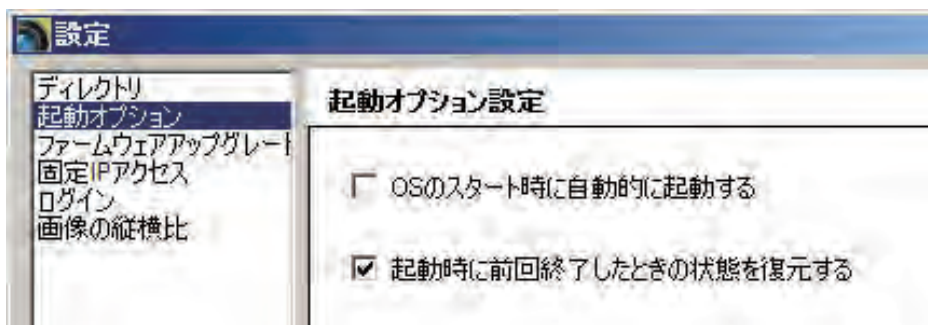 設定
ディレクトリ
起動オプション
ファームウェアアップグレート
固定IPアクセス
ログイン
画像の縦横比
起動オプション設定
OSのスタート時に自動的に起動する
起動時に前回終了したときの状態を復元する